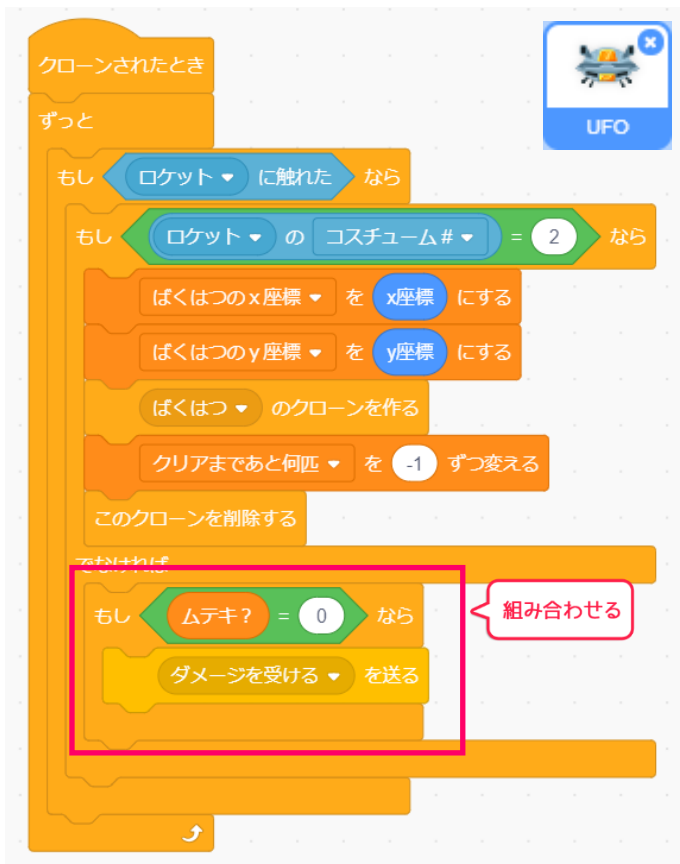 クローンされたとき
UFO
ずっと
もし ロケット に触れた なら
もし ロケット の コスチューム# = 2 なら
ばくはつのx座標 を x座標 にする
ばくはつのy座標 を y座標 にする
ばくはつ のクローンを作る
クリアまであと何匹 を -1 ずつ変える
このクローンを削除する
でなければ
もし ムテキ? = 0 なら
組み合わせる
ダメージを受ける を送る